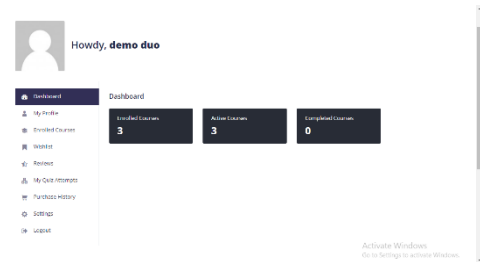 Howdy, demo duo
Dashboard
My Profile
Enrolled Courses
Wishlist
Reviews
My Quiz Attempts
Purchase History
Settings
Logout
Dashboard
Enrolled Courses
3
Active Courses
3
Completed Courses
0
Activate Windows
Go to Settings to activate Windows.